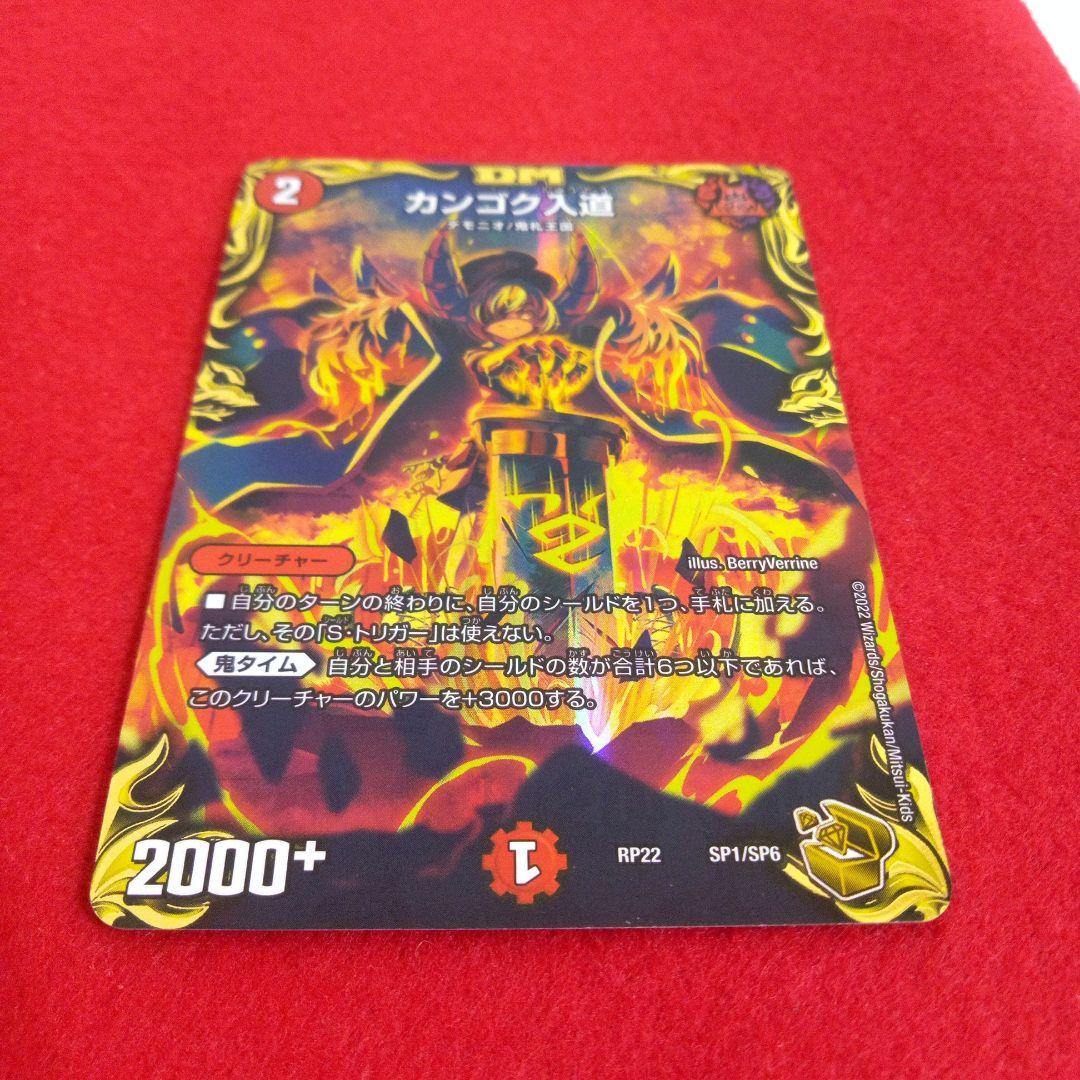 DM
2
カンゴク入道
デモニオ/鬼札王国
クリーチャー
illus. BerryVerrine
■自分のターンの終わりに、自分のシールドを1つ、手札に加える。
ただし、その「S・トリガー」は使えない。
鬼タイム 自分と相手のシールドの数が合計6つ以下であれば、
このクリーチャーのパワーを+3000する。
©2022 Wizards/Shogakukan/Mitsui-Kids
2000+
1
RP22 SP1/SP6